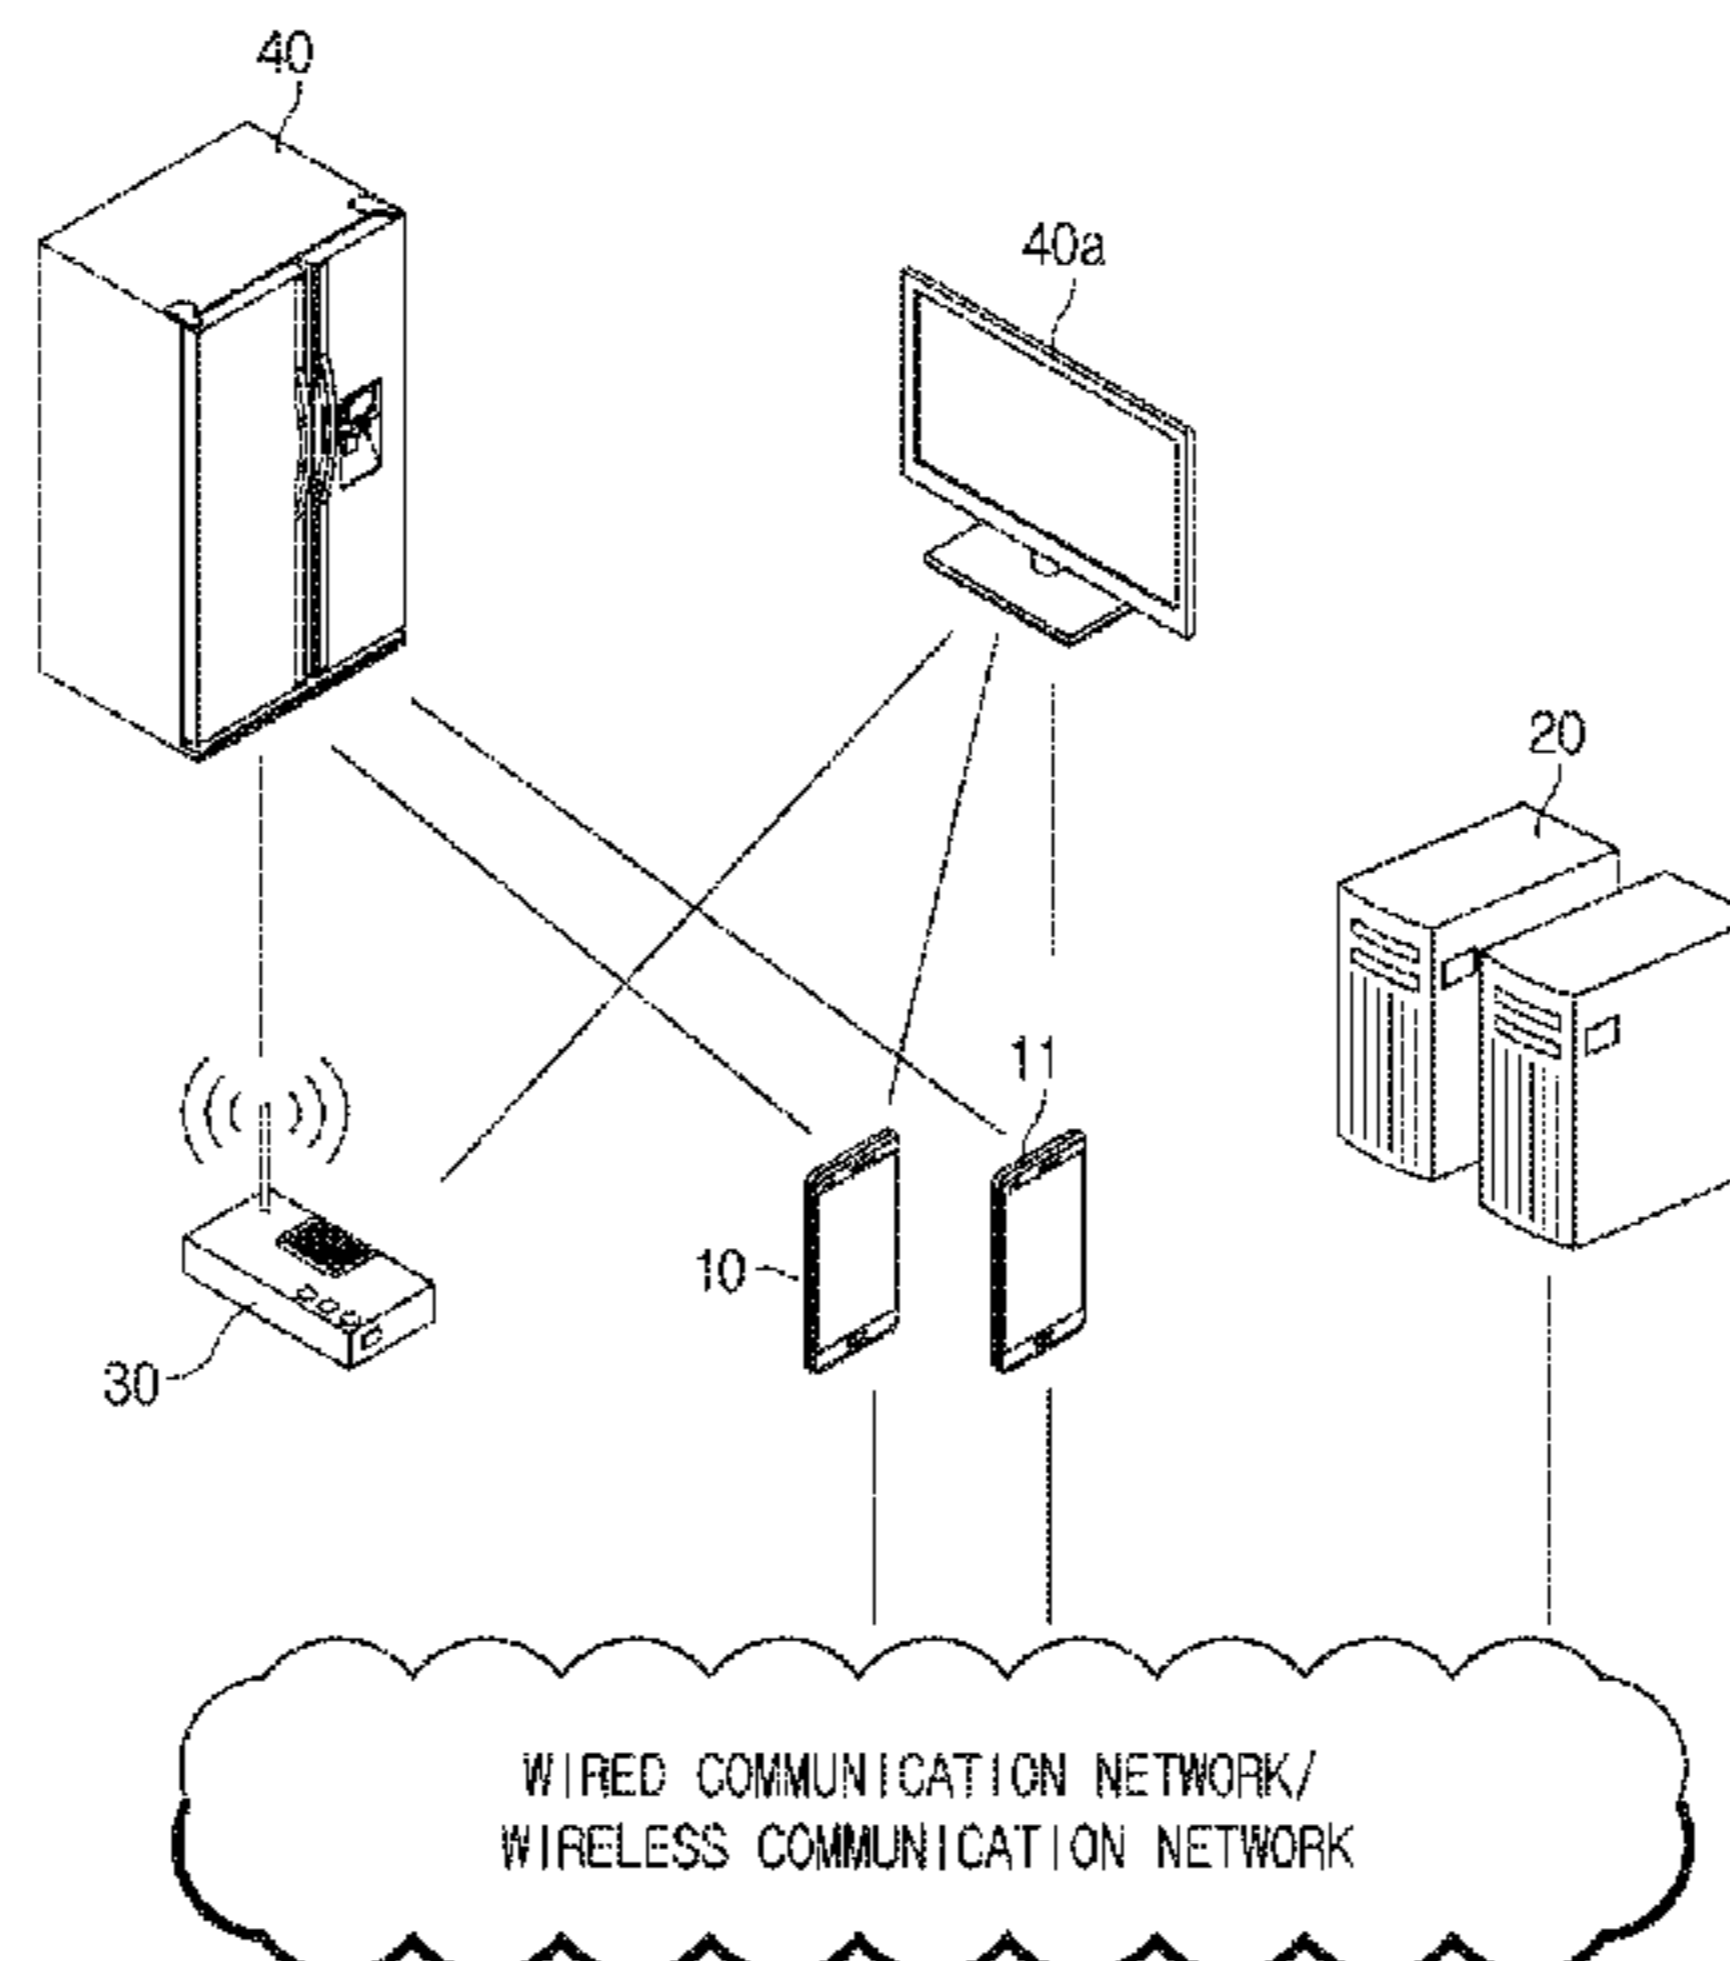 40
40a
20
11
10
30
WIRED COMMUNICATION NETWORK/
WIRELESS COMMUNICATION NETWORK